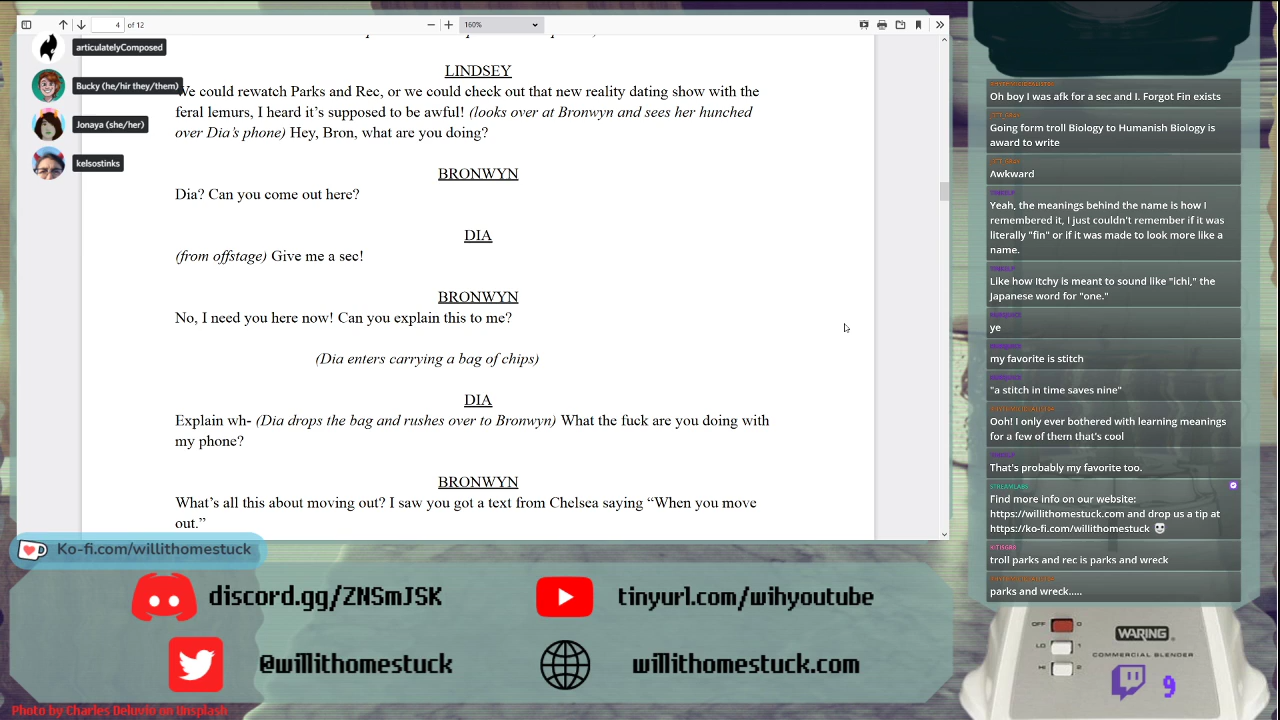 4
of 12
160%
articulatelyComposed
Bucky (he/hir they/them)
Jonaya (she/her)
kelsostinks
LINDSEY
We could rewatch Parks and Rec, or we could check out that new reality dating show with the
feral lemurs, I heard it's supposed to be awful! (looks over at Bronwyn and sees her hunched
over Dia's phone) Hey, Bron, what are you doing?
BRONWYN
Dia? Can you come out here?
DIA
(from offstage) Give me a sec!
BRONWYN
No, I need you here now! Can you explain this to me?
(Dia enters carrying a bag of chips)
DIA
Explain wh- (Dia drops the bag and rushes over to Bronwyn) What the fuck are you doing with
my phone?
BRONWYN
What's all this about moving out? I saw you got a text from Chelsea saying “When you move
out.”
Ko-fi.com/willithomestuck
discord.gg/ZNSmJSK
tinyurl.com/wihyoutube
@willithomestuck
willithomestuck.com
Photo by Charles Deluvio on Unsplash
Oh boy I was afk for a sec and I. Forgot Fin exists
Going form troll Biology to Humanish Biology is
award to write
Awkward
Yeah, the meanings behind the name is how I
remembered it, I just couldn't remember if it was
literally "fin" or if it was made to look more like a
name.
Like how Itchy is meant to sound like "ichi," the
Japanese word for "one."
ye
my favorite is stitch
"a stitch in time saves nine"
Ooh! I only ever bothered with learning meanings
for a few of them that's cool
That's probably my favorite too.
STREAMLABS
Find more info on our website:
https://willithomestuck.com and drop us a tip at
https://ko-fi.com/willithomestuck
troll parks and rec is parks and wreck
parks and wreck.....
OFF 0
LO 1
HI 2
WARING
COMMERCIAL BLENDER
9